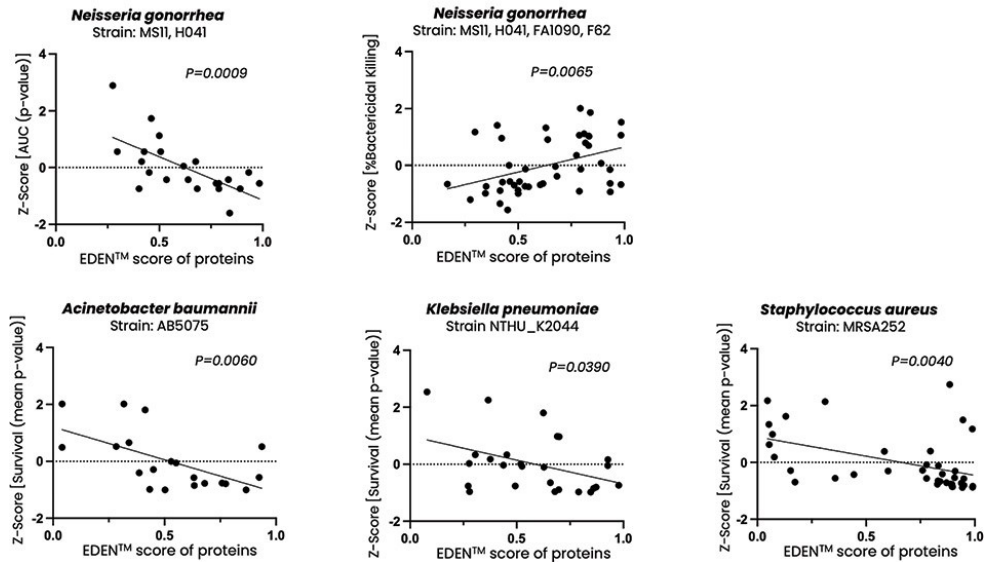 Neisseria gonorrhea
Strain: MS11, H041
P=0.0009
Z-Score [AUC (p-value)]
4
2
0
-2
0.0
0.5
1.0
EDEN™ score of proteins
Neisseria gonorrhea
Strain: MS11, H041, FA1090, F62
P=0.0065
Z-score [%Bactericidal Killing]
4
2
0
-2
0.0
0.5
1.0
EDEN™ score of proteins
Acinetobacter baumannii
Strain: AB5075
P=0.0060
Z-Score [Survival (mean p-value)]
4
2
0
-2
0.0
0.5
1.0
EDEN™ score of proteins
Klebsiella pneumoniae
Strain NTHU_K2044
P=0.0390
Z-Score [Survival (mean p-value)]
4
2
0
-2
0.0
0.5
1.0
EDEN™ score of proteins
Staphylococcus aureus
Strain: MRSA252
P=0.0040
Z-Score [Survival (mean p-value)]
4
2
0
-2
0.0
0.5
1.0
EDEN™ score of proteins